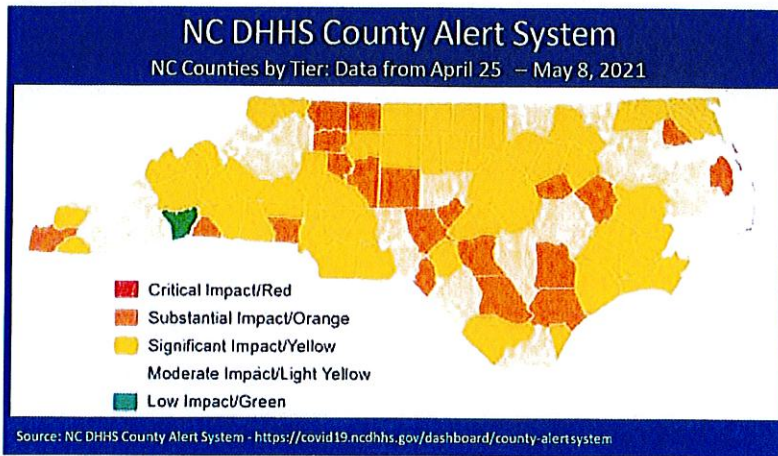 NC DHHS County Alert System
NC Counties by Tier: Data from April 25 – May 8, 2021
Critical Impact/Red
Substantial Impact/Orange
Significant Impact/Yellow
Moderate Impact/Light Yellow
Low Impact/Green
Source: NC DHHS County Alert System - https://covid19.ncdhhs.gov/dashboard/county-alertsystem